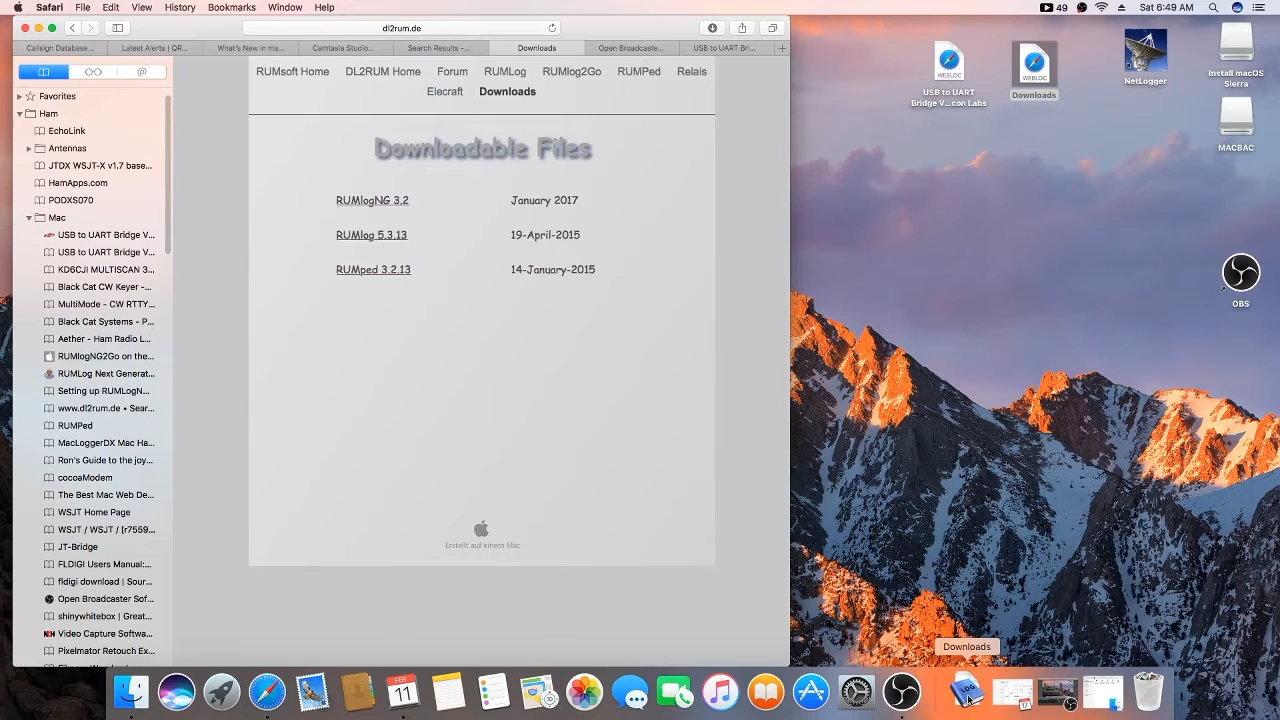 Safari File Edit View History Bookmarks Window Help
49 Sat 6:49 AM
dl2rum.de
Callsign Database... Latest Alerts | QR... What's New in ma... Camtasia Studio... Search Results -... Downloads Open Broadcaste... USB to UART Bri...
@
Favorites
Ham
EchoLink
Antennas
JTDX WSJT-X v1.7 base...
HamApps.com
PODXS070
Mac
USB to UART Bridge V...
USB to UART Bridge V...
KD6CJI MULTISCAN 3...
Black Cat CW Keyer -...
MultiMode - CW RTTY...
Black Cat Systems - P...
Aether - Ham Radio L...
RUMlogNG2Go on the...
RUMLog Next Generat...
Setting up RUMLogN...
www.dl2rum.de • Sear...
RUMPed
MacLoggerDX Mac Ha...
Ron's Guide to the joy...
cocoaModem
The Best Mac Web De...
WSJT Home Page
WSJT / WSJT / [r7559...
JT-Bridge
FLDIGI Users Manual:...
fldigi download | Sour...
Open Broadcaster Sof...
shinywhitebox | Great...
Video Capture Softwa...
Pixelmator Retouch Ex...
RUMsoft Home DL2RUM Home Forum RUMLog RUMlog2Go RUMPed Relais
Elecraft Downloads
Downloadable Files
RUMlogNG 3.2 January 2017
RUMlog 5.3.13 19-April-2015
RUMped 3.2.13 14-January-2015
Erstellt auf einem Mac
WEBLOC
USB to UART
Bridge V...con Labs
WEBLOC
Downloads
NetLogger
Install macOS
Sierra
MACBAC
OBS
Downloads
FEB
11
LOG
17